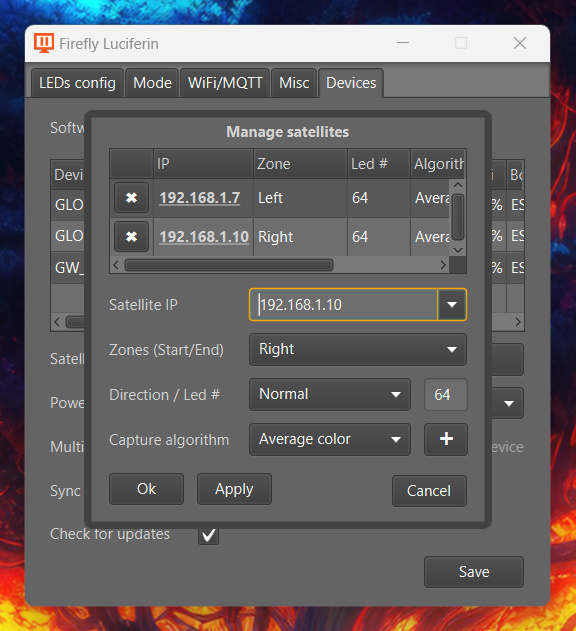 Firefly Luciferin
LEDs config Mode WiFi/MQTT Misc Devices
Softw
Manage satellites
Devi
IP Zone Led # Algorith
i Bo
GLO
192.168.1.7 Left 64 Avera
% ES
GLO
192.168.1.10 Right 64 Avera
% ES
GW_
% ES
Satellite IP 192.168.1.10
Zones (Start/End) Right
Satell
Direction / Led # Normal 64
Powe
Capture algorithm Average color +
Multi
evice
Ok Apply Cancel
Sync
Check for updates
Save